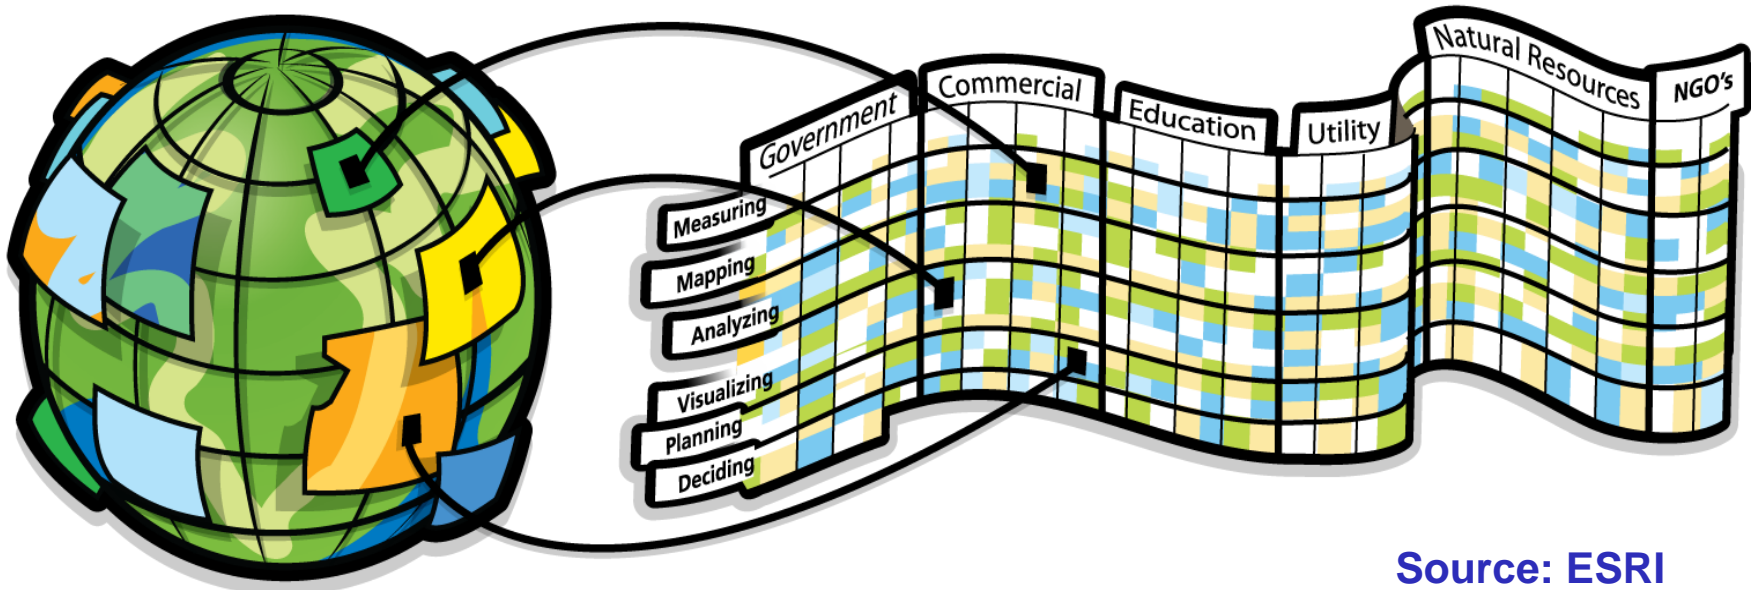 Government
Commercial
Education
Utility
Natural Resources
NGO's
Measuring
Mapping
Analyzing
Visualizing
Planning
Deciding
Source: ESRI